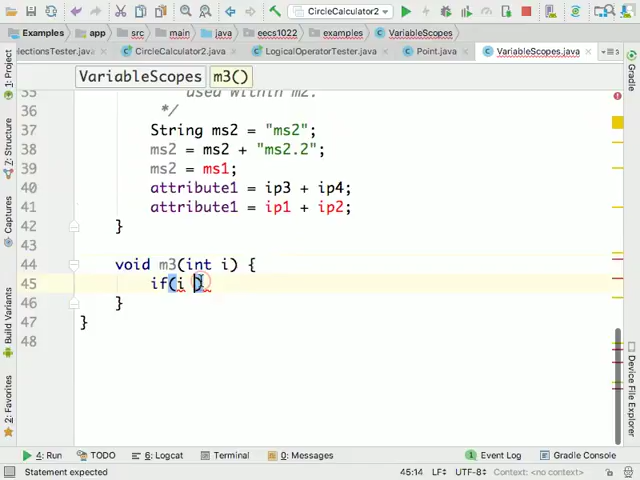 CircleCalculator2
Examples app src main java eecs1022 examples VariableScopes
electionsTester.java CircleCalculator2.java LogicalOperatorTester.java Point.java VariableScopes.java
VariableScopes m3()
35 used within m2.
36 */
37 String ms2 = "ms2";
38 ms2 = ms2 + "ms2.2";
39 ms2 = ms1;
40 attribute1 = ip3 + ip4;
41 attribute1 = ip1 + ip2;
42 }
43
44 void m3(int i) {
45 if(i )
46 }
47 }
48
1: Project
7: Structure
Captures
Build Variants
2: Favorites
Gradle
Device File Explorer
4: Run TODO 6: Logcat Terminal 0: Messages Event Log Gradle Console
Statement expected 45:14 LF÷ UTF-8÷ Context: <no context>